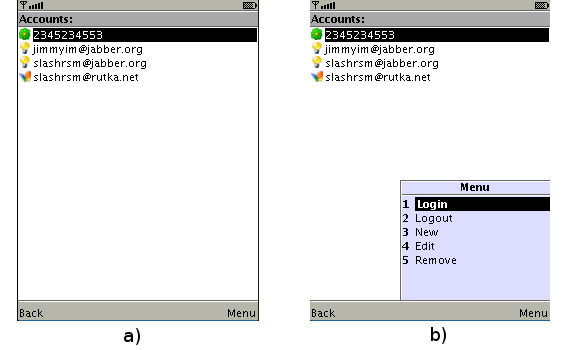 Accounts:
2345234553
jimmyim@jabber.org
slashrsm@jabber.org
slashrsm@rutka.net
Back Menu
a)
Accounts:
2345234553
jimmyim@jabber.org
slashrsm@jabber.org
slashrsm@rutka.net
Menu
1 Login
2 Logout
3 New
4 Edit
5 Remove
Back Menu
b)